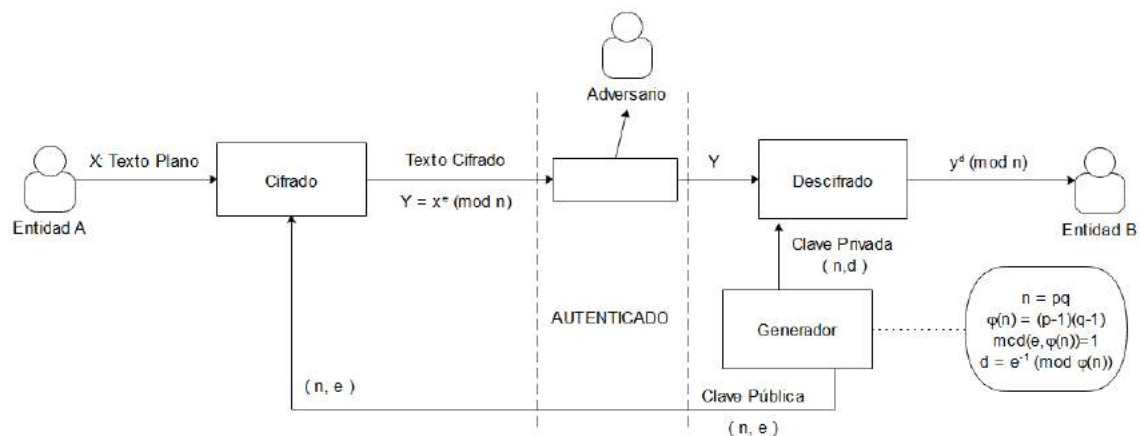 Adversario
X: Texto Plano
Cifrado
Texto Cifrado
Y = xᵉ (mod n)
Y
Descifrado
yᵈ (mod n)
Entidad A
Entidad B
Clave Privada
( n,d )
AUTENTICADO
Generador
n = pq
φ(n) = (p-1)(q-1)
mcd(e,φ(n))=1
d = e⁻¹ (mod φ(n))
( n, e )
Clave Pública
( n, e )